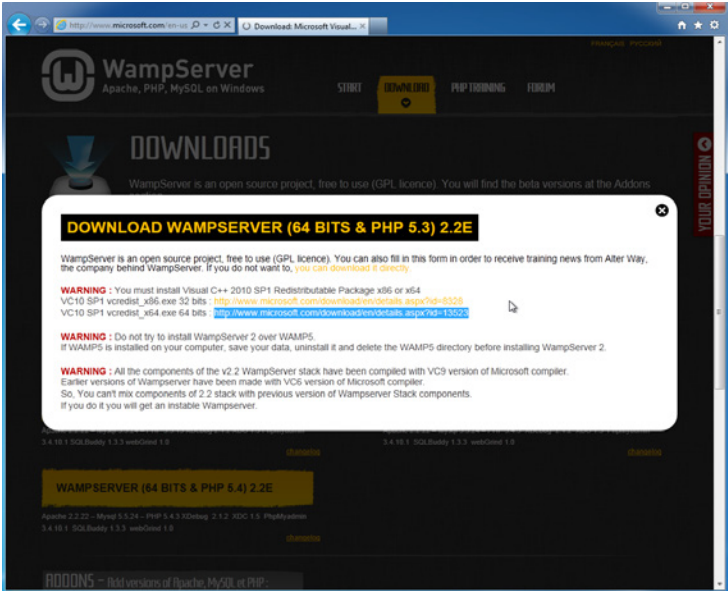 http://www.microsoft.com/en-us
Download: Microsoft Visual...
FRANÇAIS РУССКИЙ
WampServer
Apache, PHP, MySQL on Windows
START DOWNLOAD PHP TRAINING FORUM
DOWNLOADS
WampServer is an open source project, free to use (GPL licence). You will find the beta versions at the Addons
YOUR OPINION
DOWNLOAD WAMPSERVER (64 BITS & PHP 5.3) 2.2E
WampServer is an open source project, free to use (GPL licence). You can also fill in this form in order to receive training news from Alter Way,
the company behind WampServer. If you do not want to, you can download it directly.
WARNING : You must install Visual C++ 2010 SP1 Redistributable Package x86 or x64
VC10 SP1 vcredist_x86.exe 32 bits : http://www.microsoft.com/download/en/details.aspx?id=8328
VC10 SP1 vcredist_x64.exe 64 bits : http://www.microsoft.com/download/en/details.aspx?id=13523
WARNING : Do not try to install WampServer 2 over WAMP5.
If WAMP5 is installed on your computer, save your data, uninstall it and delete the WAMP5 directory before installing WampServer 2.
WARNING : All the components of the v2.2 WampServer stack have been compiled with VC9 version of Microsoft compiler.
Earlier versions of Wampserver have been made with VC6 version of Microsoft compiler.
So, You can't mix components of 2.2 stack with previous version of Wampserver Stack components.
If you do it you will get an instable Wampserver.
3.4.10.1 SQLBuddy 1.3.3 webGrind 1.0
changelog
3.4.10.1 SQLBuddy 1.3.3 webGrind 1.0
changelog
WAMPSERVER (64 BITS & PHP 5.4) 2.2E
Apache 2.2.22 – Mysql 5.5.24 – PHP 5.4.3 XDebug 2.1.2 XDC 1.5 PhpMyadmin
3.4.10.1 SQLBuddy 1.3.3 webGrind 1.0
changelog
ADDONS – Add versions of Apache, MySQL et PHP :